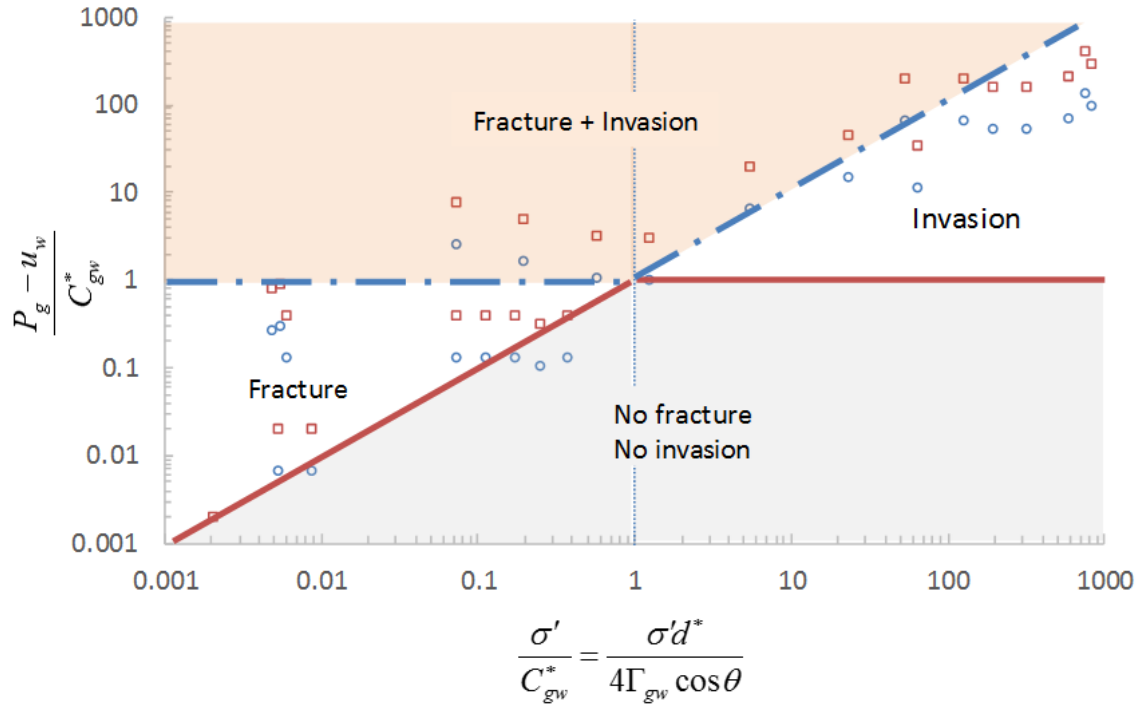 1000
100
10
1
0.1
0.01
0.001
P_g − u_w
C*_gw
Fracture + Invasion
Invasion
Fracture
No fracture
No invasion
0.001 0.01 0.1 1 10 100 1000
σ'/C*_gw = σ'd*/4Γ_gw cosθ